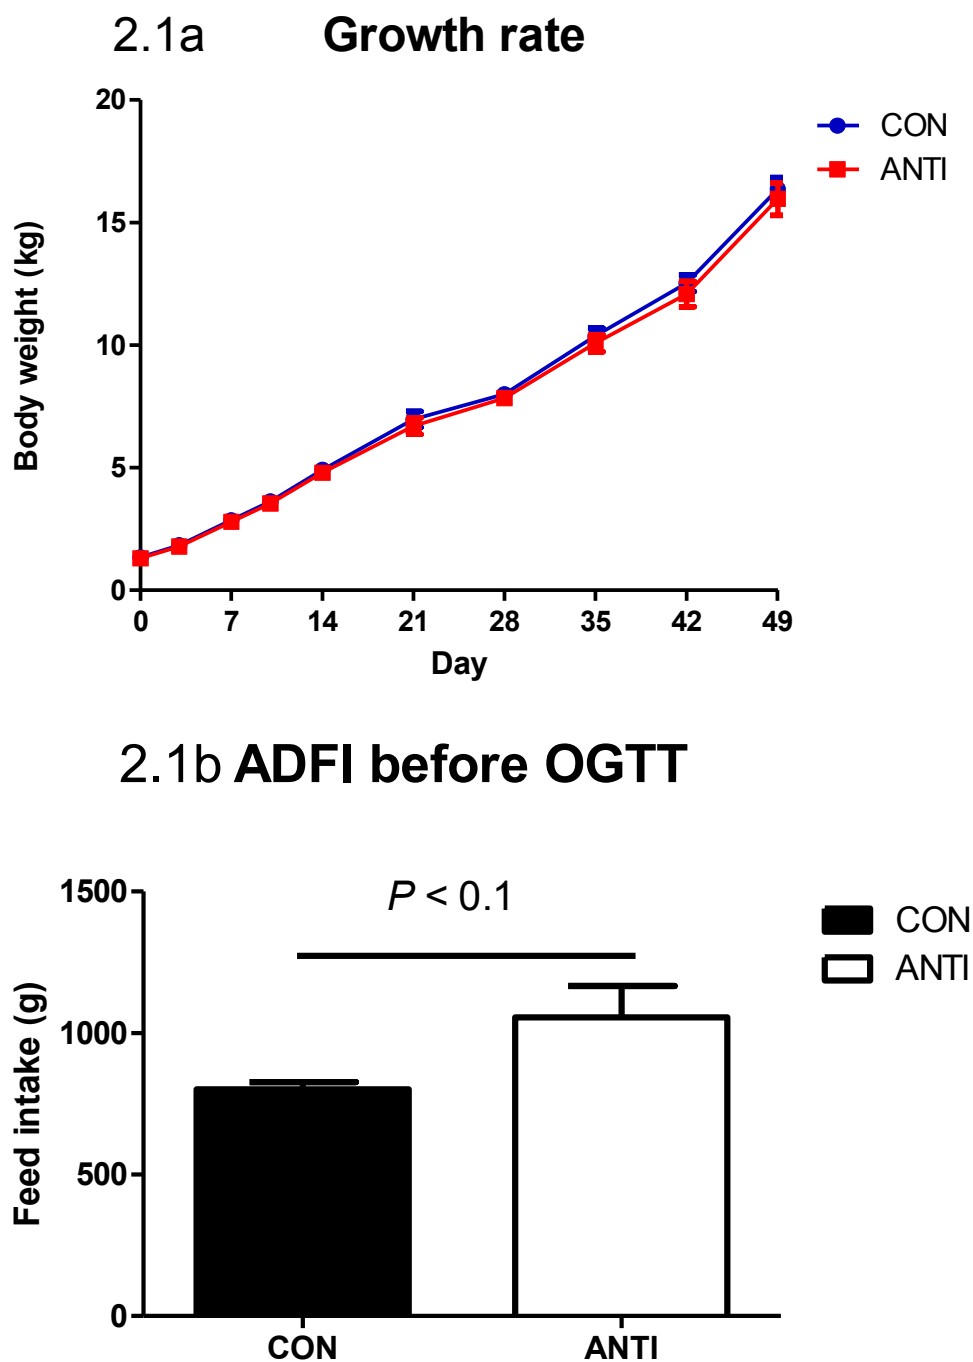 2.1a Growth rate
20
15
10
5
0
Body weight (kg)
0 7 14 21 28 35 42 49
Day
CON
ANTI
2.1b ADFI before OGTT
1500
1000
500
0
Feed intake (g)
P < 0.1
CON
ANTI
CON ANTI